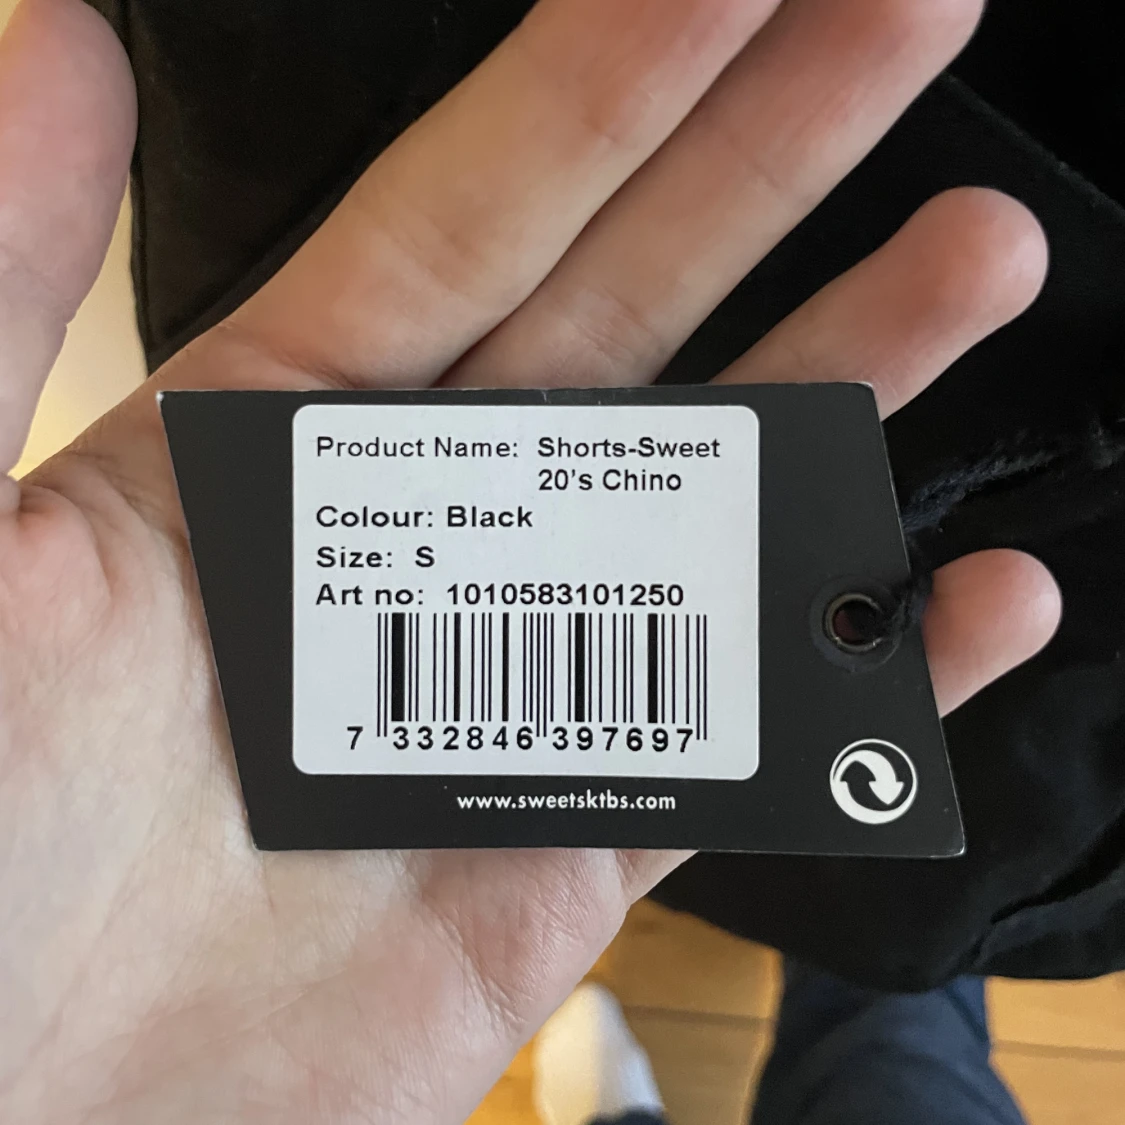 Product Name: Shorts-Sweet
20's Chino
Colour: Black
Size: S
Art no: 1010583101250
7 332846 397697
www.sweetsktbs.com